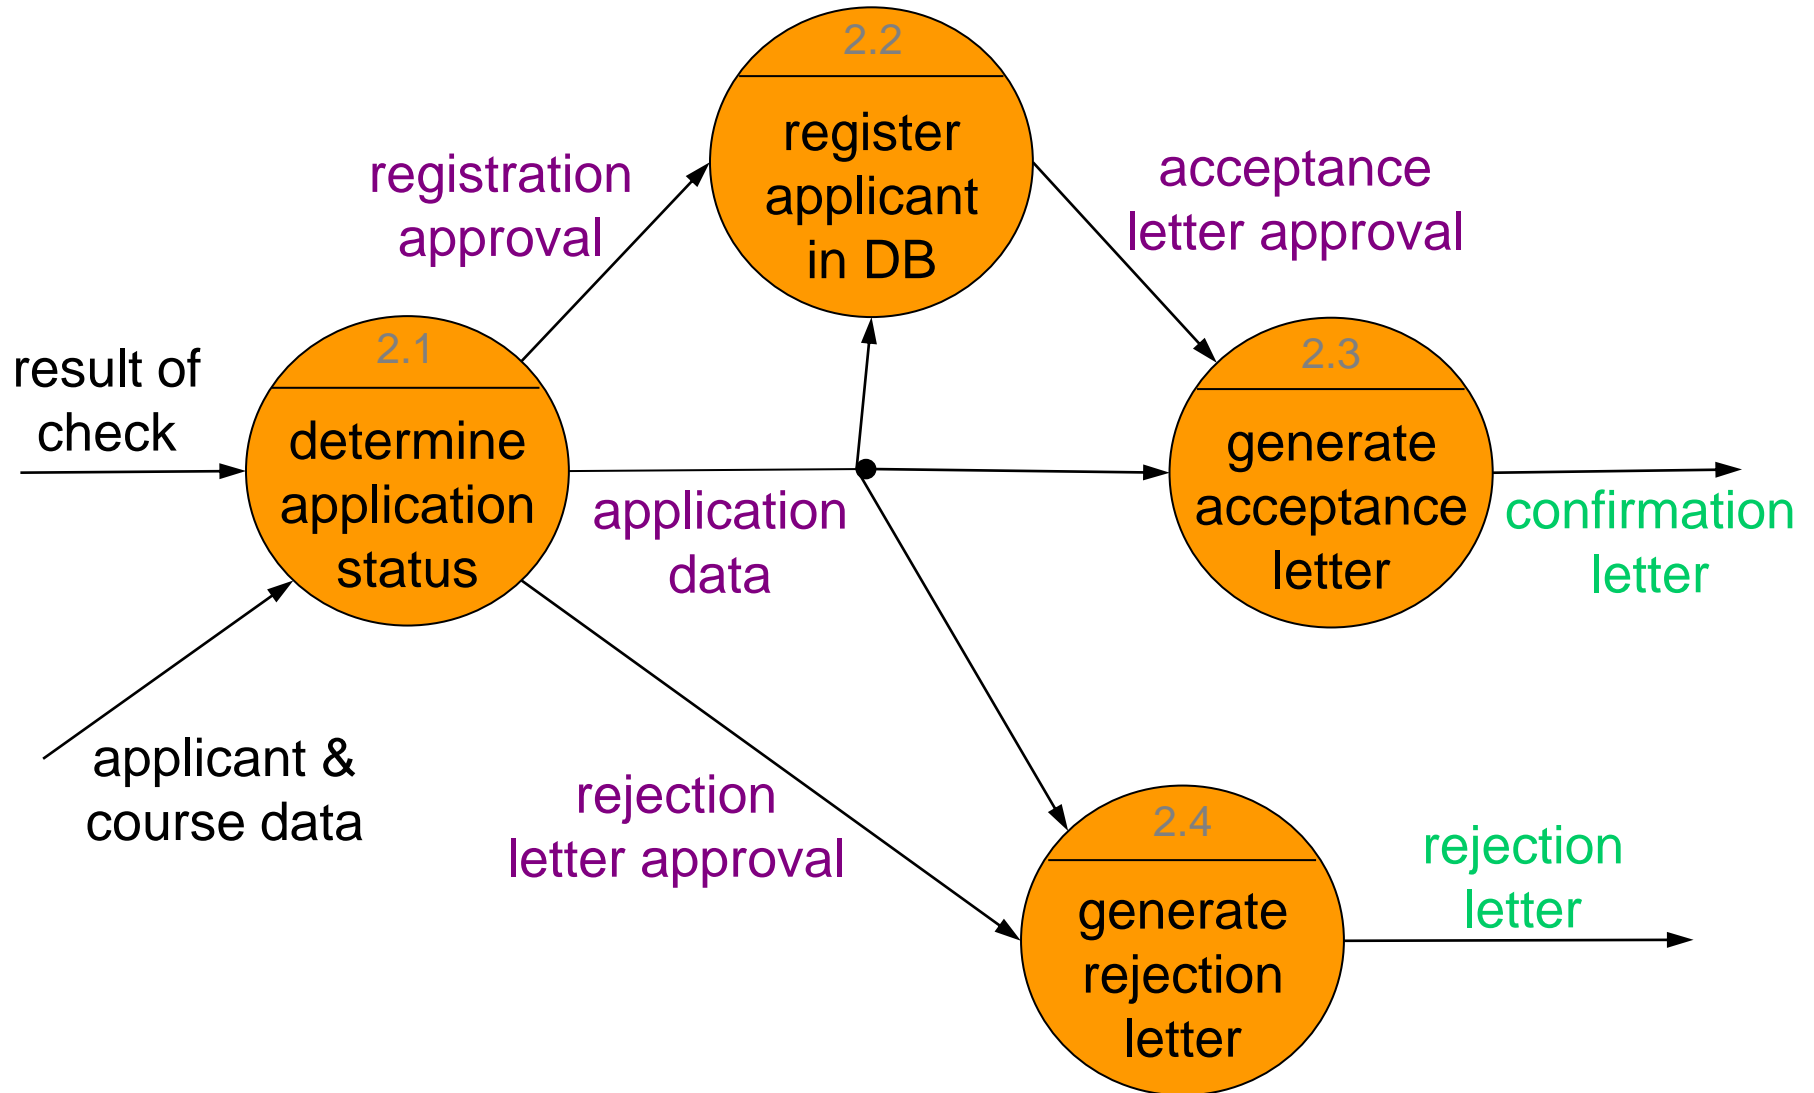 2.2
register
applicant
in DB
registration
approval
acceptance
letter approval
2.1
determine
application
status
result of
check
application
data
2.3
generate
acceptance
letter
confirmation
letter
applicant &
course data
rejection
letter approval
2.4
generate
rejection
letter
rejection
letter